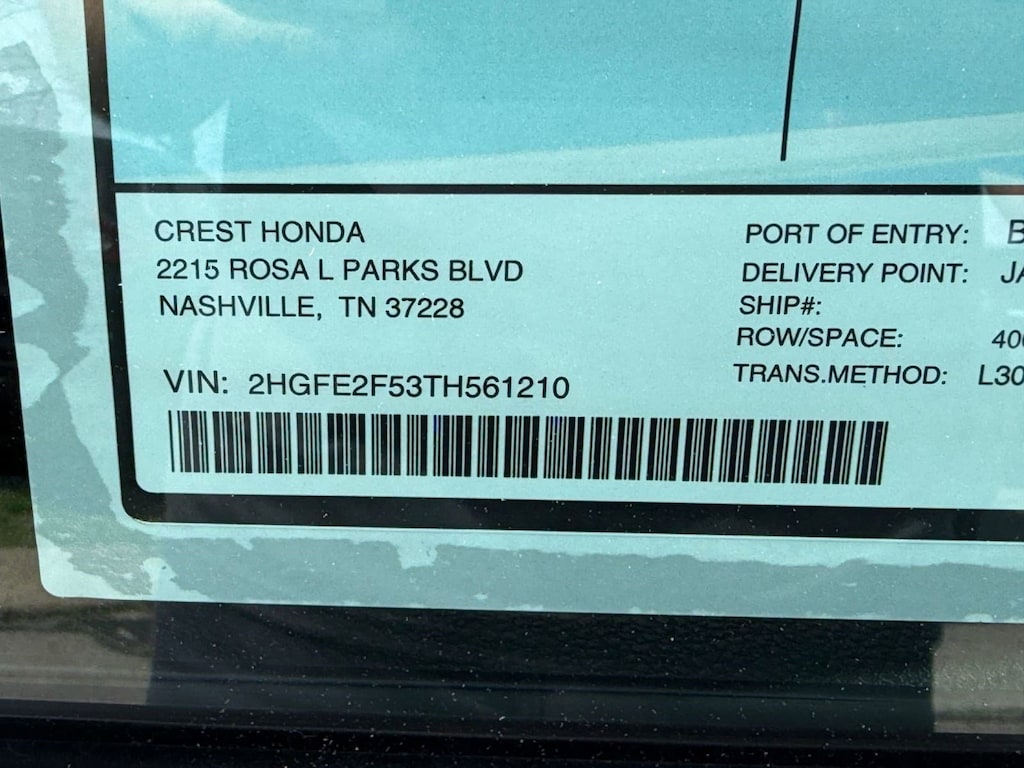 CREST HONDA
2215 ROSA L PARKS BLVD
NASHVILLE, TN 37228
VIN: 2HGFE2F53TH561210
PORT OF ENTRY:
DELIVERY POINT:
SHIP#:
ROW/SPACE:
TRANS.METHOD: